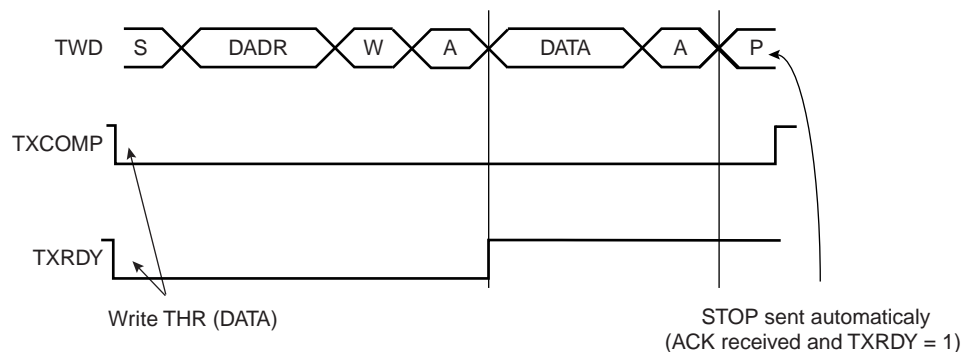 TWD S DADR W A DATA A P
TXCOMP
TXRDY
Write THR (DATA)
STOP sent automaticaly
(ACK received and TXRDY = 1)